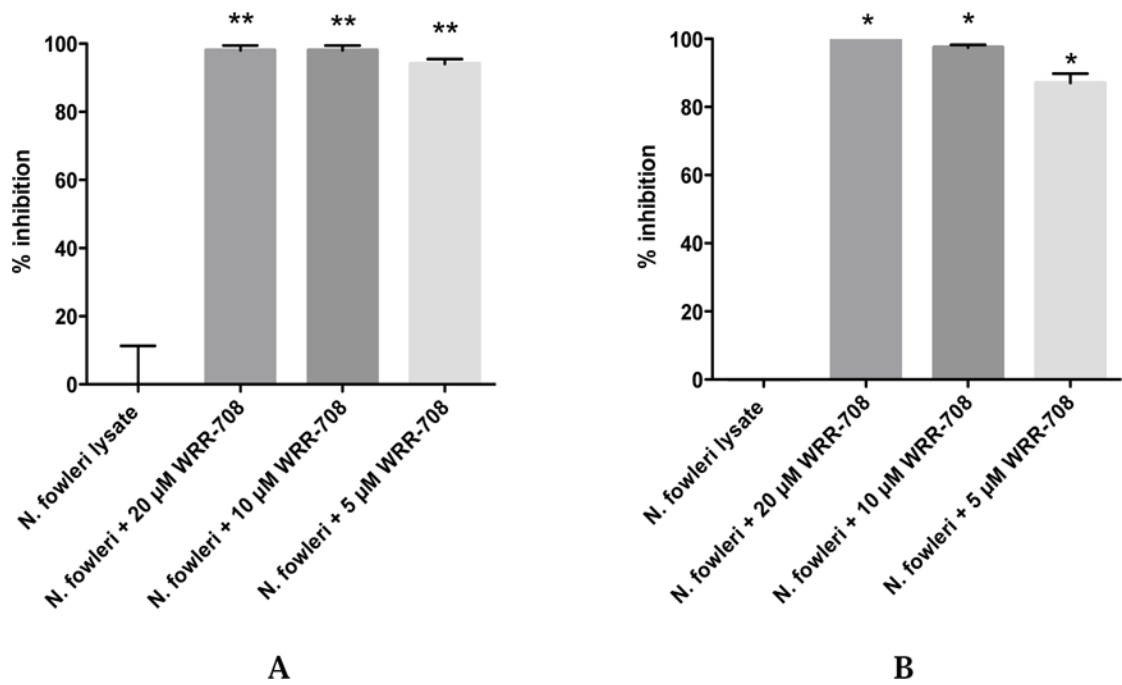 **
**
**
100
80
60
40
20
0
% inhibition
N. fowleri lysate
N. fowleri + 20 µM WRR-708
N. fowleri + 10 µM WRR-708
N. fowleri + 5 µM WRR-708
A
*
*
*
100
80
60
40
20
0
% inhibition
N. fowleri lysate
N. fowleri + 20 µM WRR-708
N. fowleri + 10 µM WRR-708
N. fowleri + 5 µM WRR-708
B